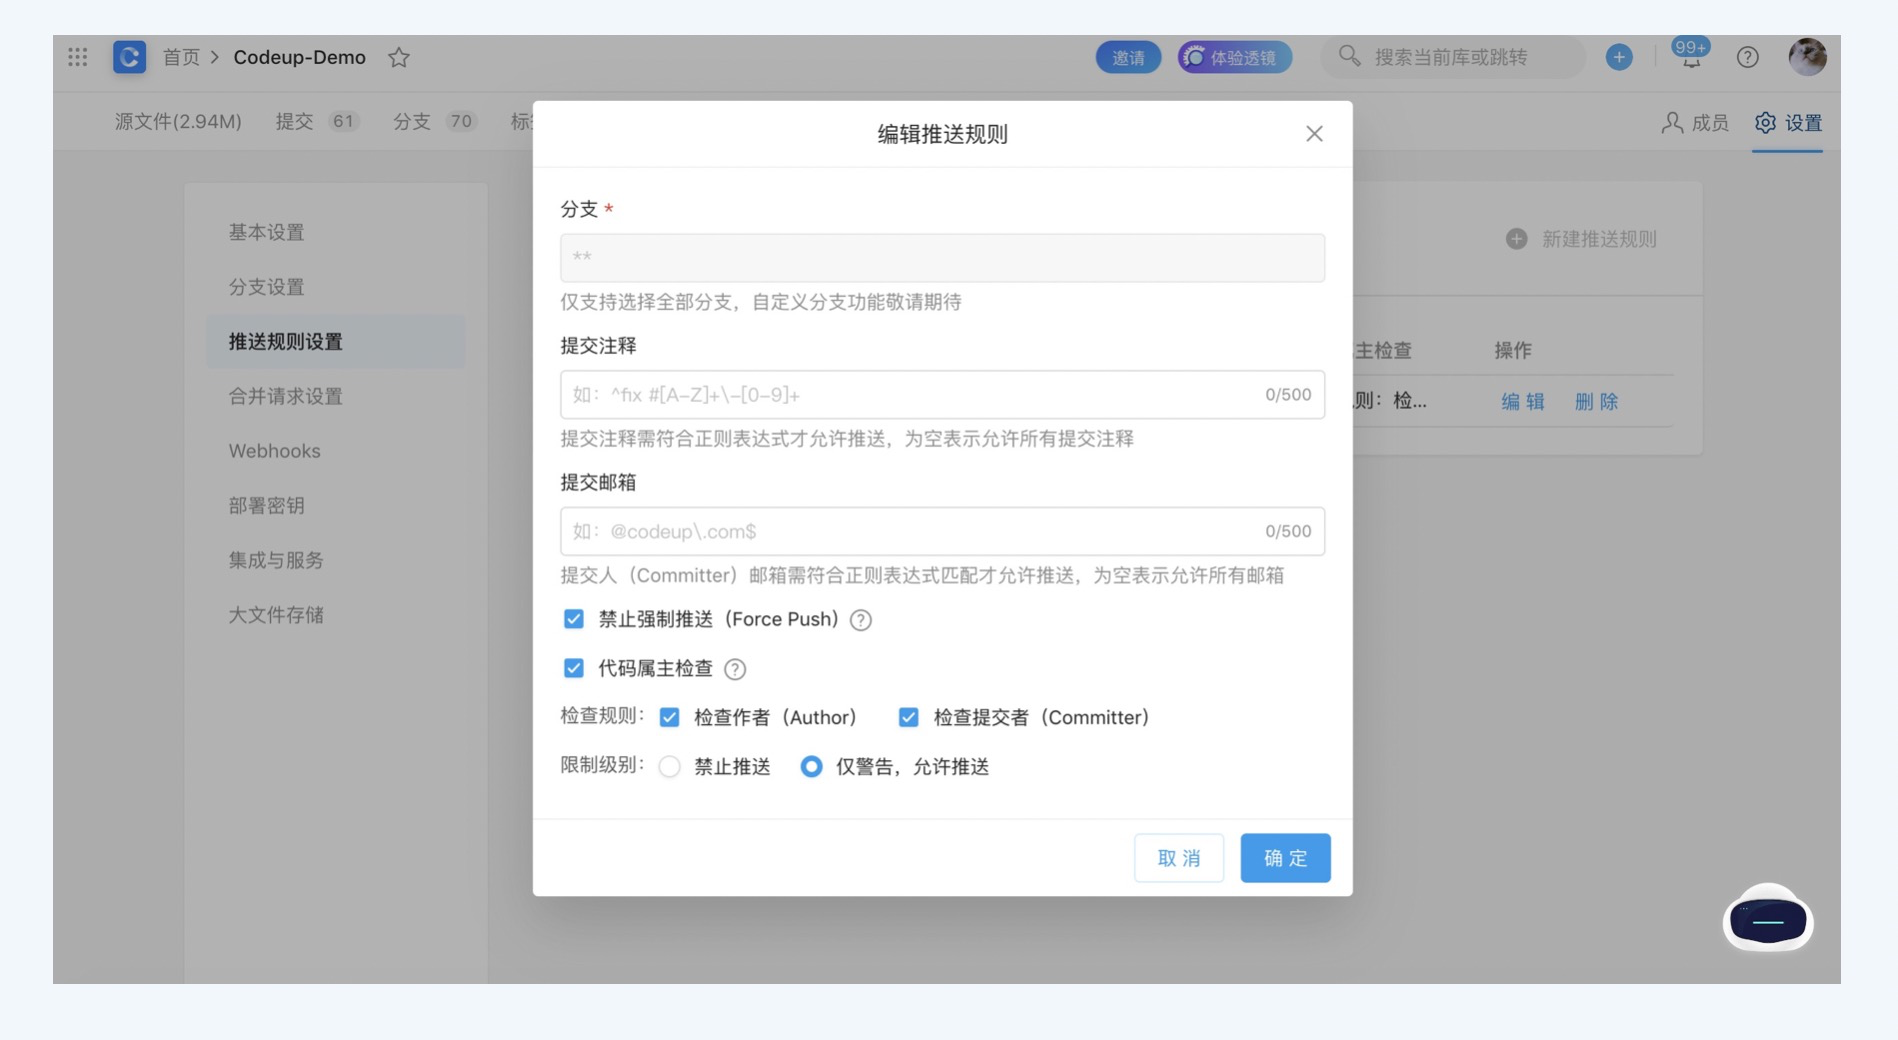 首页 > Codeup-Demo
邀请
体验透镜
搜索当前库或跳转
99+
源文件(2.94M) 提交 61 分支 70 标
成员 设置
基本设置
分支设置
推送规则设置
合并请求设置
Webhooks
部署密钥
集成与服务
大文件存储
新建推送规则
主检查 操作
则：检... 编辑 删除
编辑推送规则
分支 *
**
仅支持选择全部分支，自定义分支功能敬请期待
提交注释
如：^fix #[A-Z]+\-[0-9]+ 0/500
提交注释需符合正则表达式才允许推送，为空表示允许所有提交注释
提交邮箱
如：@codeup\.com$ 0/500
提交人（Committer）邮箱需符合正则表达式匹配才允许推送，为空表示允许所有邮箱
禁止强制推送（Force Push）
代码属主检查
检查规则： 检查作者（Author） 检查提交者（Committer）
限制级别： 禁止推送 仅警告，允许推送
取消 确定